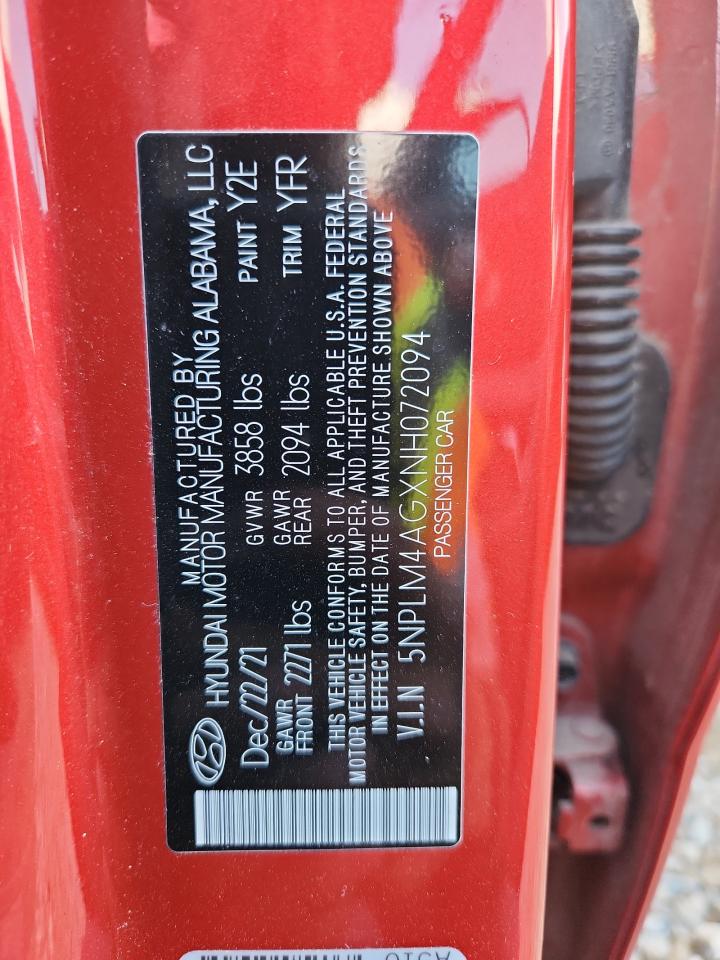 MANUFACTURED BY
HYUNDAI MOTOR MANUFACTURING ALABAMA, LLC
Dec/22/21 GVWR 3858 lbs PAINT Y2E
GAWR FRONT 2271 lbs GAWR REAR 2094 lbs TRIM YFR
THIS VEHICLE CONFORMS TO ALL APPLICABLE U.S.A. FEDERAL
MOTOR VEHICLE SAFETY, BUMPER, AND THEFT PREVENTION STANDARDS
IN EFFECT ON THE DATE OF MANUFACTURE SHOWN ABOVE
V.I.N 5NPLM4AGXNH072094
PASSENGER CAR